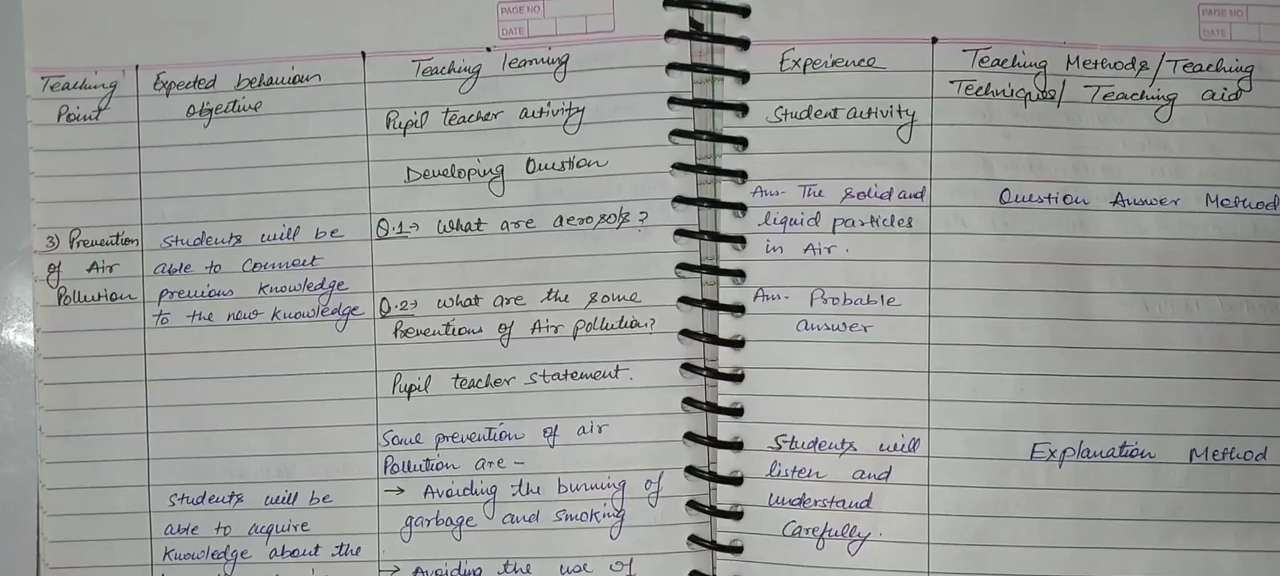 PAGE NO
DATE
PAGE NO
DATE
Teaching Point
Expected behaviour objective
Teaching learning
Experience
Teaching Methods/Teaching
Techniques/ Teaching aid
Pupil teacher activity
Student activity
Developing Question
3) Prevention
of Air
Pollution
Students will be
able to connect
previous knowledge
to the new knowledge
Q.1→ What are aerosols?
Ans- The solid and
liquid particles
in Air.
Question Answer Method
Q.2→ what are the some
Preventions of Air pollution?
Ans- Probable
answer
Pupil teacher statement.
Students will be
able to acquire
knowledge about the
Some prevention of air
Pollution are –
→ Avoiding the burning of
garbage and smoking
→ Avoiding the use of
Students will
listen and
understand
Carefully.
Explanation Method